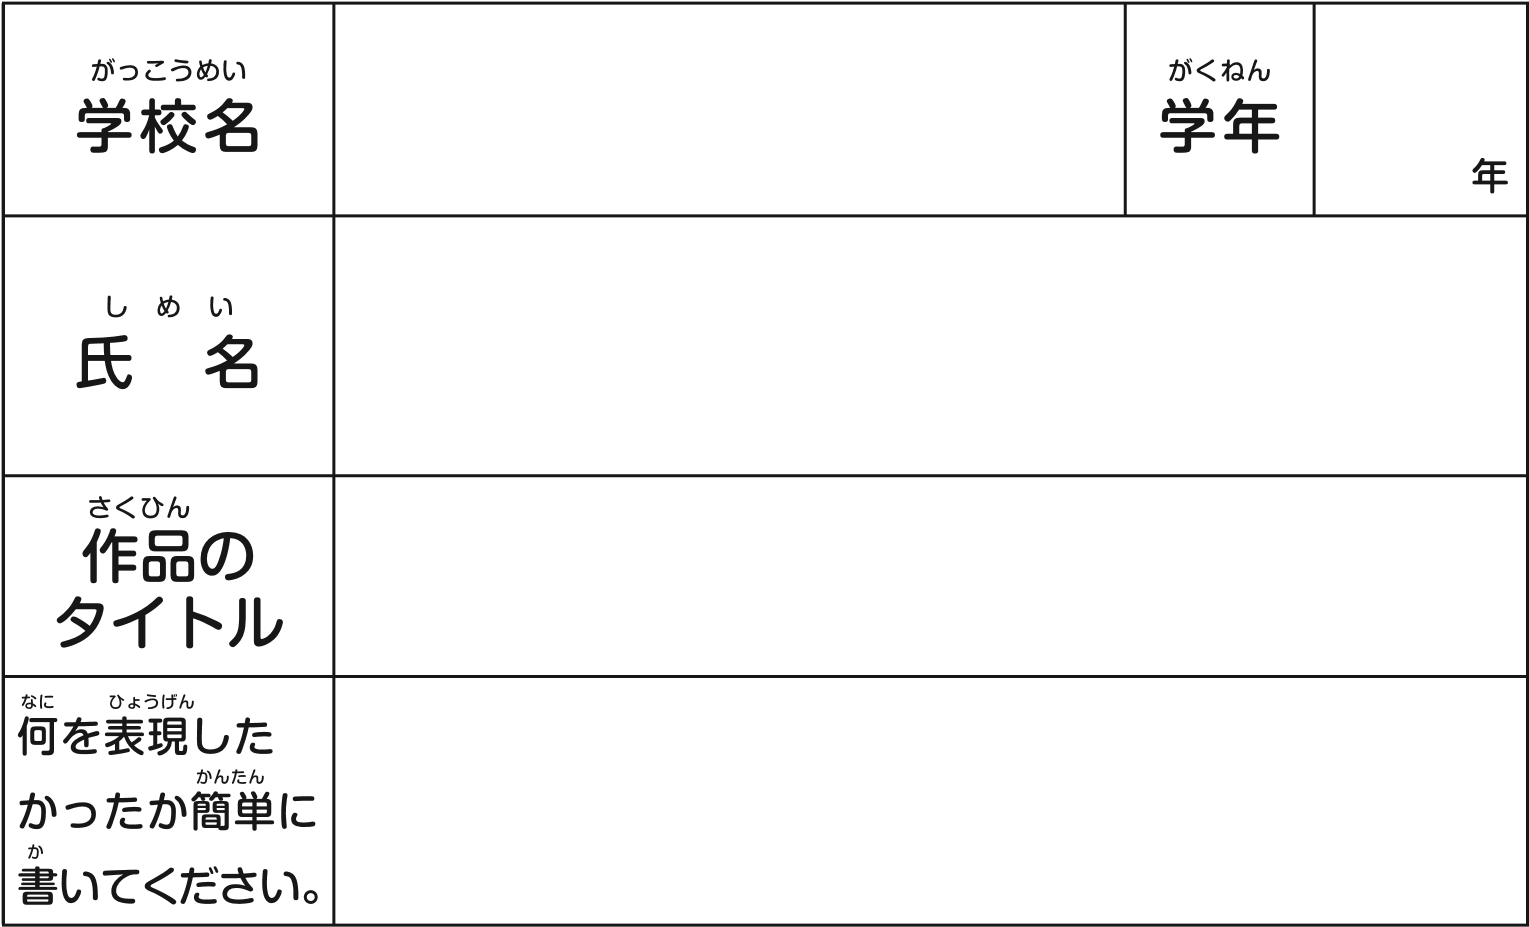 がっこうめい
学校名
がくねん
学年
年
しめい
氏名
さくひん
作品の
タイトル
なに ひょうげん
何を表現した
かんたん
かったか簡単に
か
書いてください。